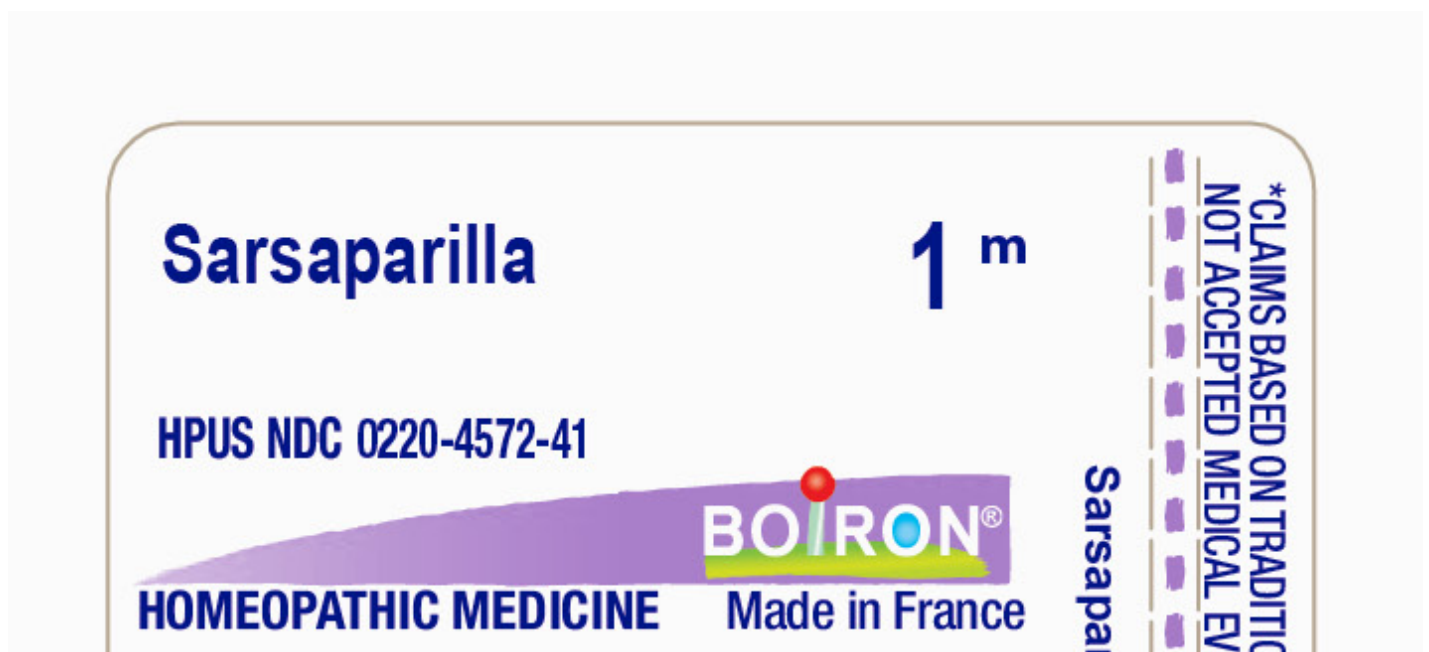 Sarsaparilla 1 m
HPUS NDC 0220-4572-41
BOIRON®
HOMEOPATHIC MEDICINE Made in France
*CLAIMS BASED ON
NOT ACCEPTED MEDICAL